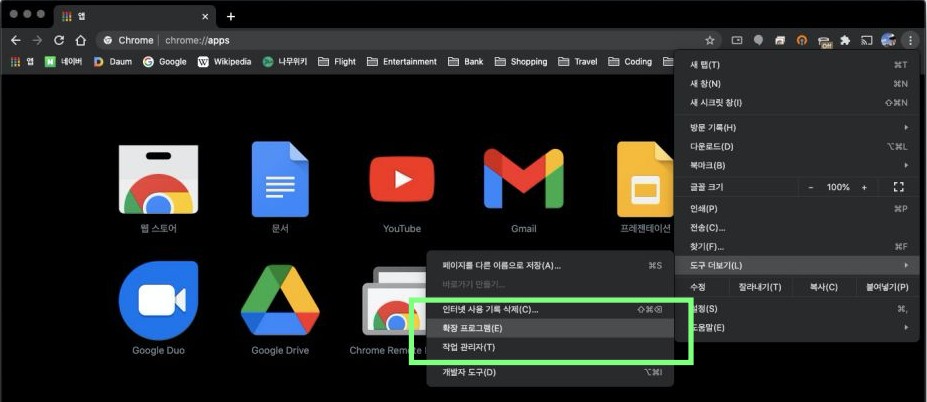 앱
Chrome | chrome://apps
앱 네이버 Daum Google Wikipedia 나무위키 Flight Entertainment Bank Shopping Travel Coding
새 탭(T) ⌘T
새 창(N) ⌘N
새 시크릿 창(I) ⇧⌘N
방문 기록(H)
다운로드(D) ⌥⌘L
북마크(B)
글꼴 크기 - 100% +
인쇄(P) ⌘P
전송(C)...
찾기(F)... ⌘F
도구 더보기(L)
수정 잘라내기(T) 복사(C) 붙여넣기(P)
설정(S) ⌘,
도움말(E)
웹 스토어
문서
YouTube
Gmail
프레젠테이션
페이지를 다른 이름으로 저장(A)... ⌘S
바로가기 만들기...
인터넷 사용 기록 삭제(C)... ⇧⌘⌫
확장 프로그램(E)
작업 관리자(T)
개발자 도구(D) ⌥⌘I
Google Duo
Google Drive
Chrome Remote